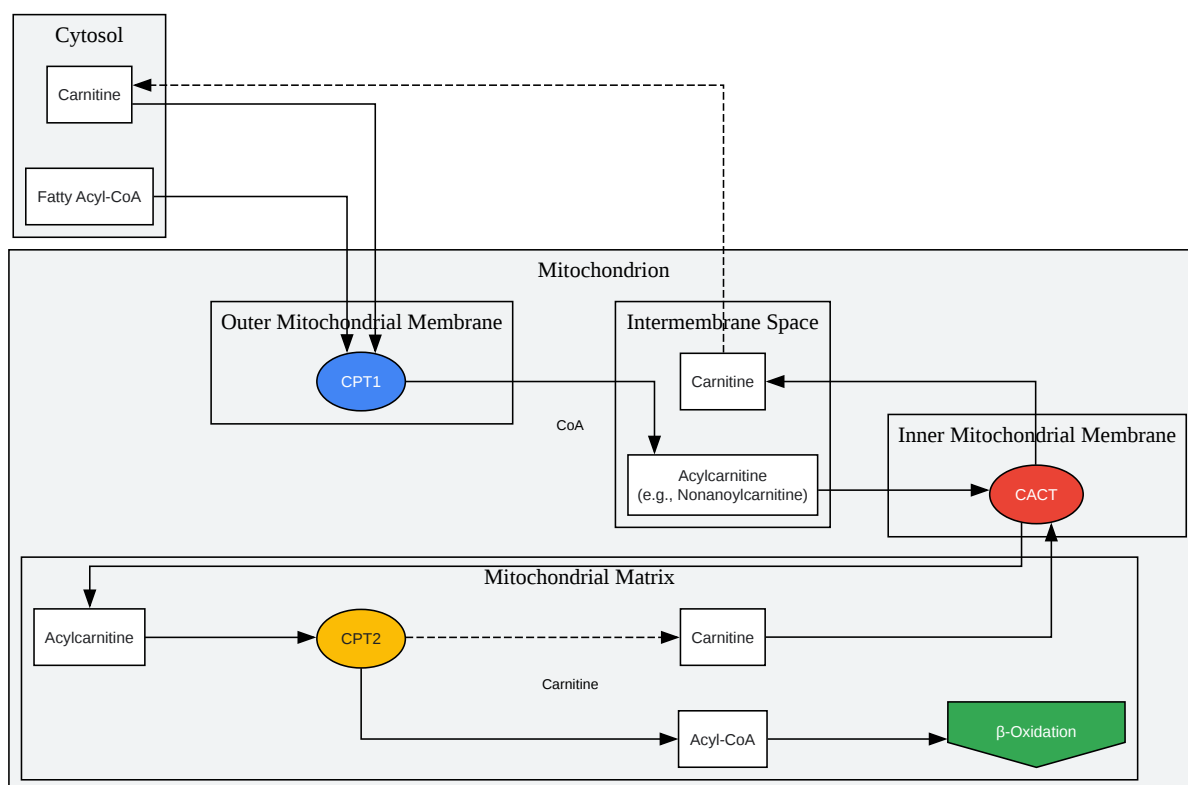 Cytosol
Carnitine
Fatty Acyl-CoA
Mitochondrion
Outer Mitochondrial Membrane
Intermembrane Space
CPT1
Carnitine
CoA
Inner Mitochondrial Membrane
Acylcarnitine
(e.g., Nonanoylcarnitine)
CACT
Mitochondrial Matrix
Acylcarnitine
CPT2
Carnitine
Carnitine
Acyl-CoA
β-Oxidation